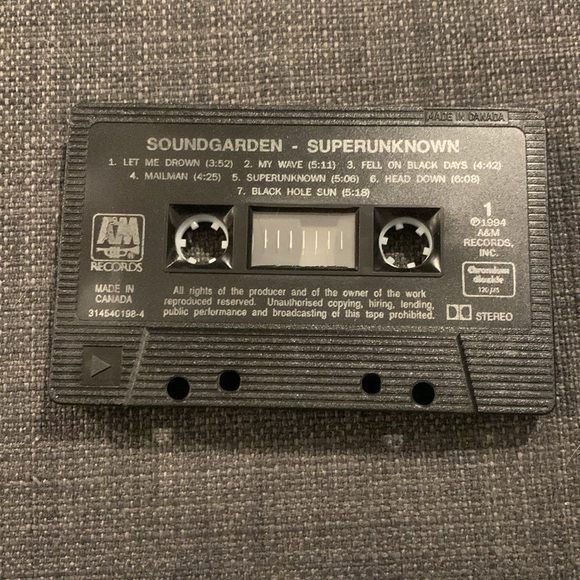 MADE IN CANADA
SOUNDGARDEN - SUPERUNKNOWN
1. LET ME DROWN (3:52) 2. MY WAVE (5:11) 3. FELL ON BLACK DAYS (4:42)
4. MAILMAN (4:25) 5. SUPERUNKNOWN (5:06) 6. HEAD DOWN (6:08)
7. BLACK HOLE SUN (5:18)
A&M
RECORDS
MADE IN
CANADA
314540198-4
1
℗1994
A&M
RECORDS,
INC.
Chromium
dioxide
120 µS
All rights of the producer and of the owner of the work
reproduced reserved. Unauthorised copying, hiring, lending,
public performance and broadcasting of this tape prohibited.
STEREO